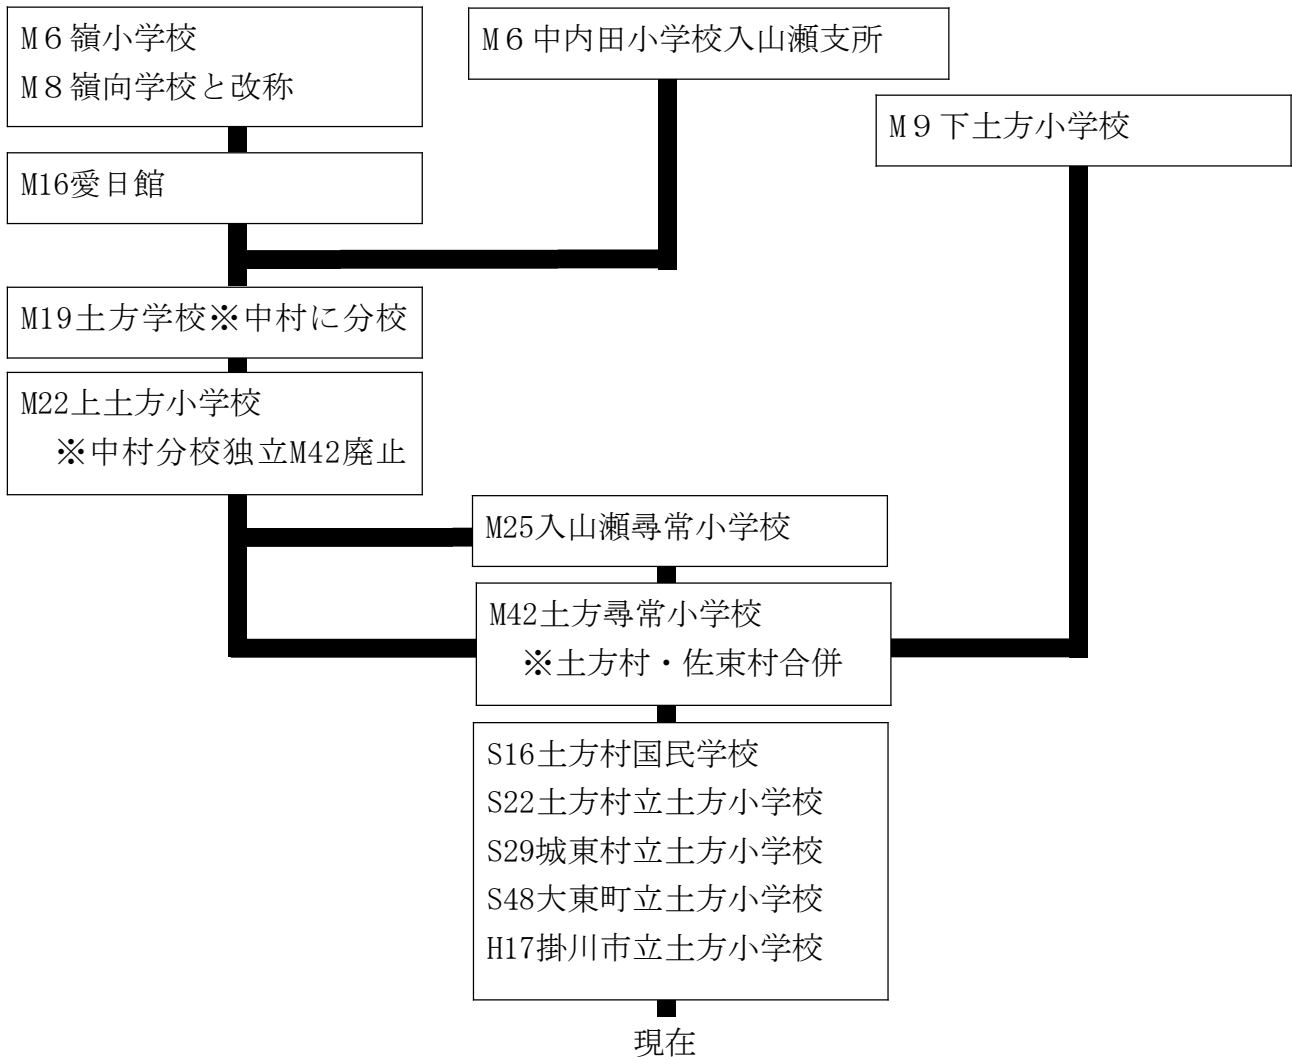 M６嶺小学校
M８嶺向学校と改称
M６中内田小学校入山瀬支所
M９下土方小学校
M16愛日館
M19土方学校※中村に分校
M22上土方小学校
※中村分校独立M42廃止
M25入山瀬尋常小学校
M42土方尋常小学校
※土方村・佐束村合併
S16土方村国民学校
S22土方村立土方小学校
S29城東村立土方小学校
S48大東町立土方小学校
H17掛川市立土方小学校
現在